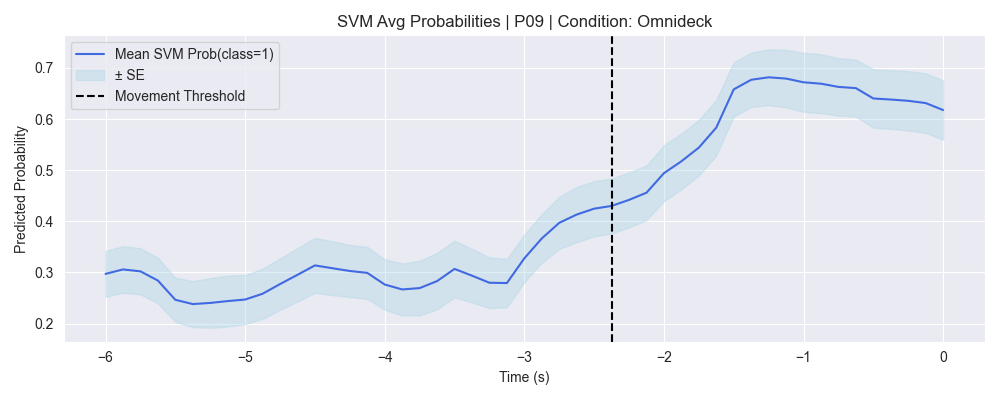 SVM Avg Probabilities | P09 | Condition: Omnideck
Mean SVM Prob(class=1)
± SE
Movement Threshold
Predicted Probability
0.7
0.6
0.5
0.4
0.3
0.2
−6 −5 −4 −3 −2 −1 0
Time (s)